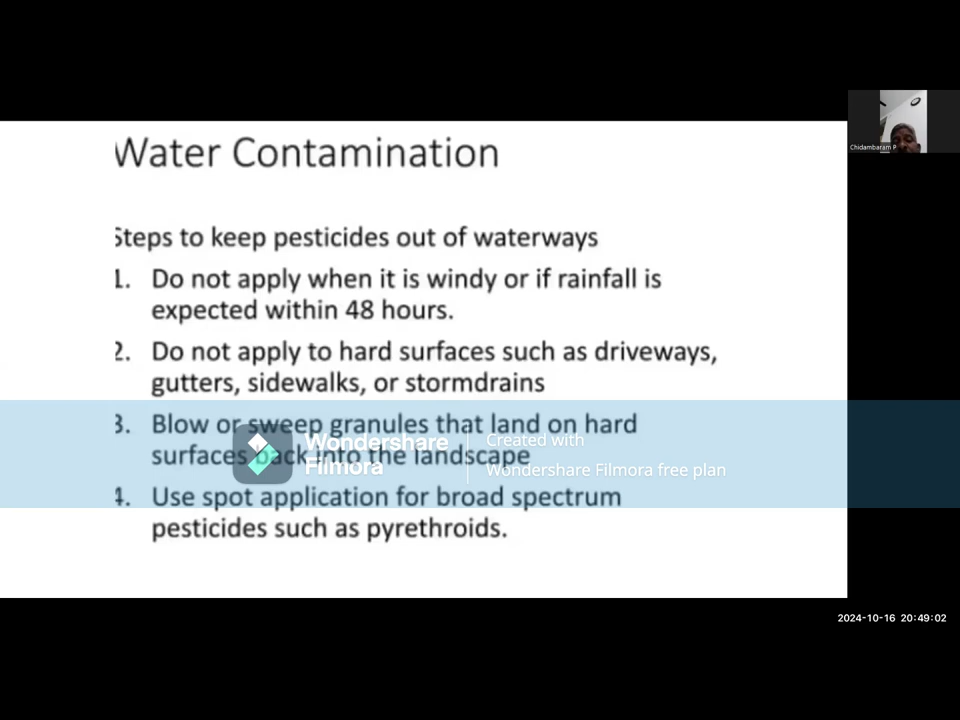 Water Contamination
Chidambaram P
Steps to keep pesticides out of waterways
1. Do not apply when it is windy or if rainfall is
expected within 48 hours.
2. Do not apply to hard surfaces such as driveways,
gutters, sidewalks, or stormdrains
3. Blow or sweep granules that land on hard
surfaces back into the landscape
Wondershare
Filmora
Created with
Wondershare Filmora free plan
4. Use spot application for broad spectrum
pesticides such as pyrethroids.
2024-10-16 20:49:02